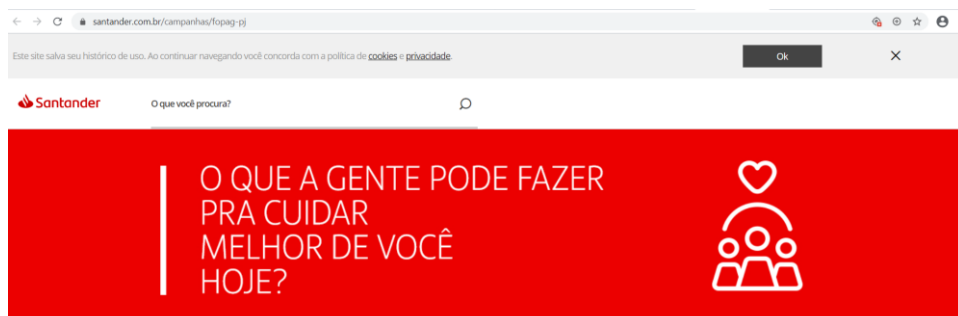 santander.com.br/campanhas/fopag-pj
Este site salva seu histórico de uso. Ao continuar navegando você concorda com a política de cookies e privacidade.
Ok
Santander
O que você procura?
O QUE A GENTE PODE FAZER
PRA CUIDAR
MELHOR DE VOCÊ
HOJE?